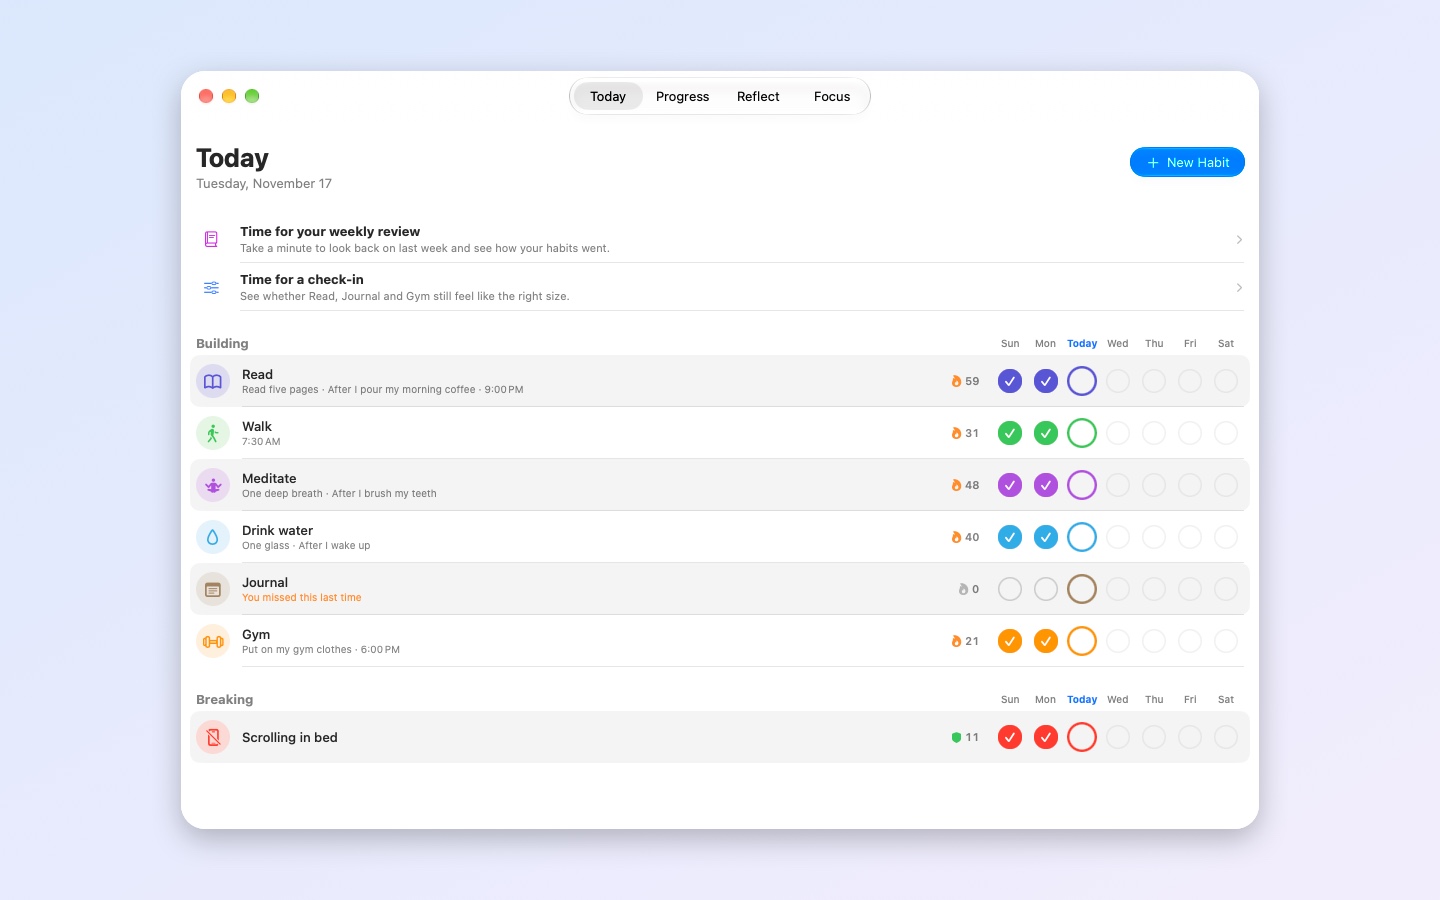 Today Progress Reflect Focus
Today
Tuesday, November 17
+ New Habit
Time for your weekly review
Take a minute to look back on last week and see how your habits went.
Time for a check-in
See whether Read, Journal and Gym still feel like the right size.
Building Sun Mon Today Wed Thu Fri Sat
Read
Read five pages · After I pour my morning coffee · 9:00 PM
59
Walk
7:30 AM
31
Meditate
One deep breath · After I brush my teeth
48
Drink water
One glass · After I wake up
40
Journal
You missed this last time
0
Gym
Put on my gym clothes · 6:00 PM
21
Breaking Sun Mon Today Wed Thu Fri Sat
Scrolling in bed
11